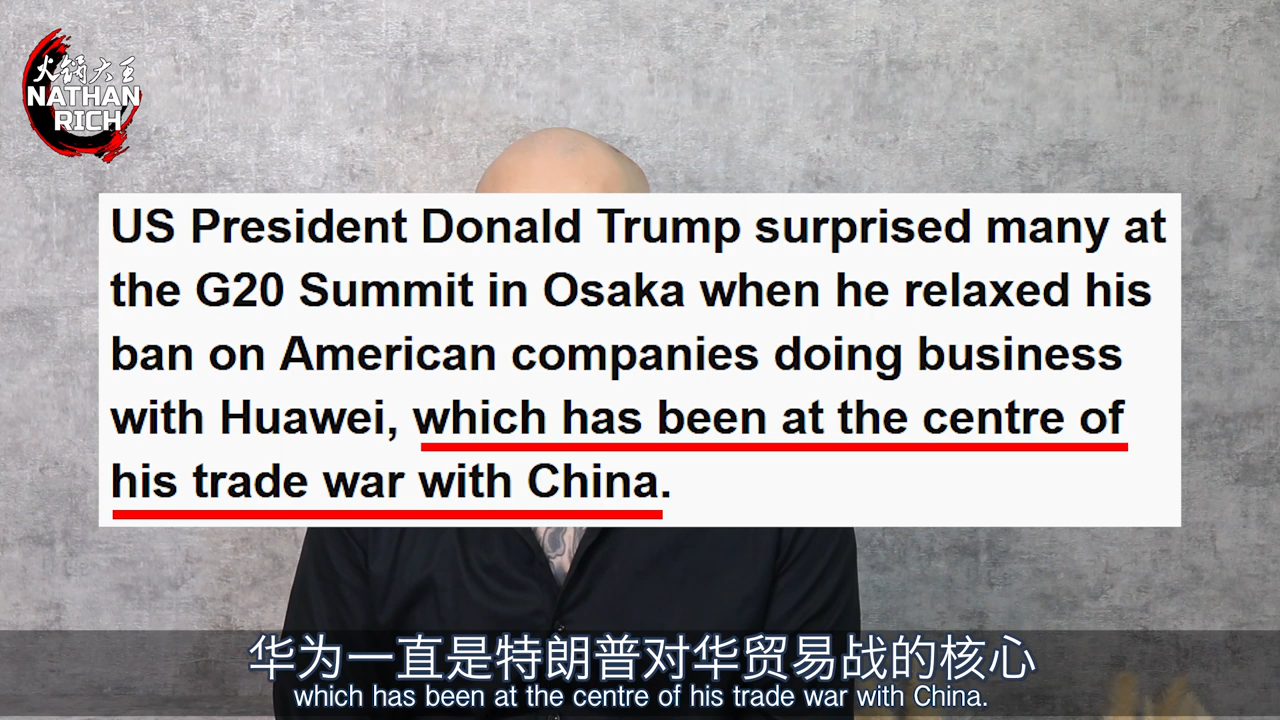 火锅大王
NATHAN
RICH
US President Donald Trump surprised many at
the G20 Summit in Osaka when he relaxed his
ban on American companies doing business
with Huawei, which has been at the centre of
his trade war with China.
华为一直是特朗普对华贸易战的核心
which has been at the centre of his trade war with China.